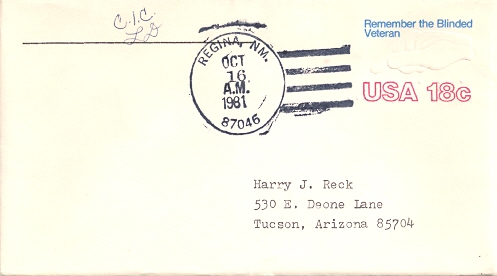 C.I.C.
LS
Remember the Blinded
Veteran
USA 18c
REGINA, NM.
OCT
16
A.M.
1981
87046
Harry J. Reck
530 E. Deone Lane
Tucson, Arizona 85704